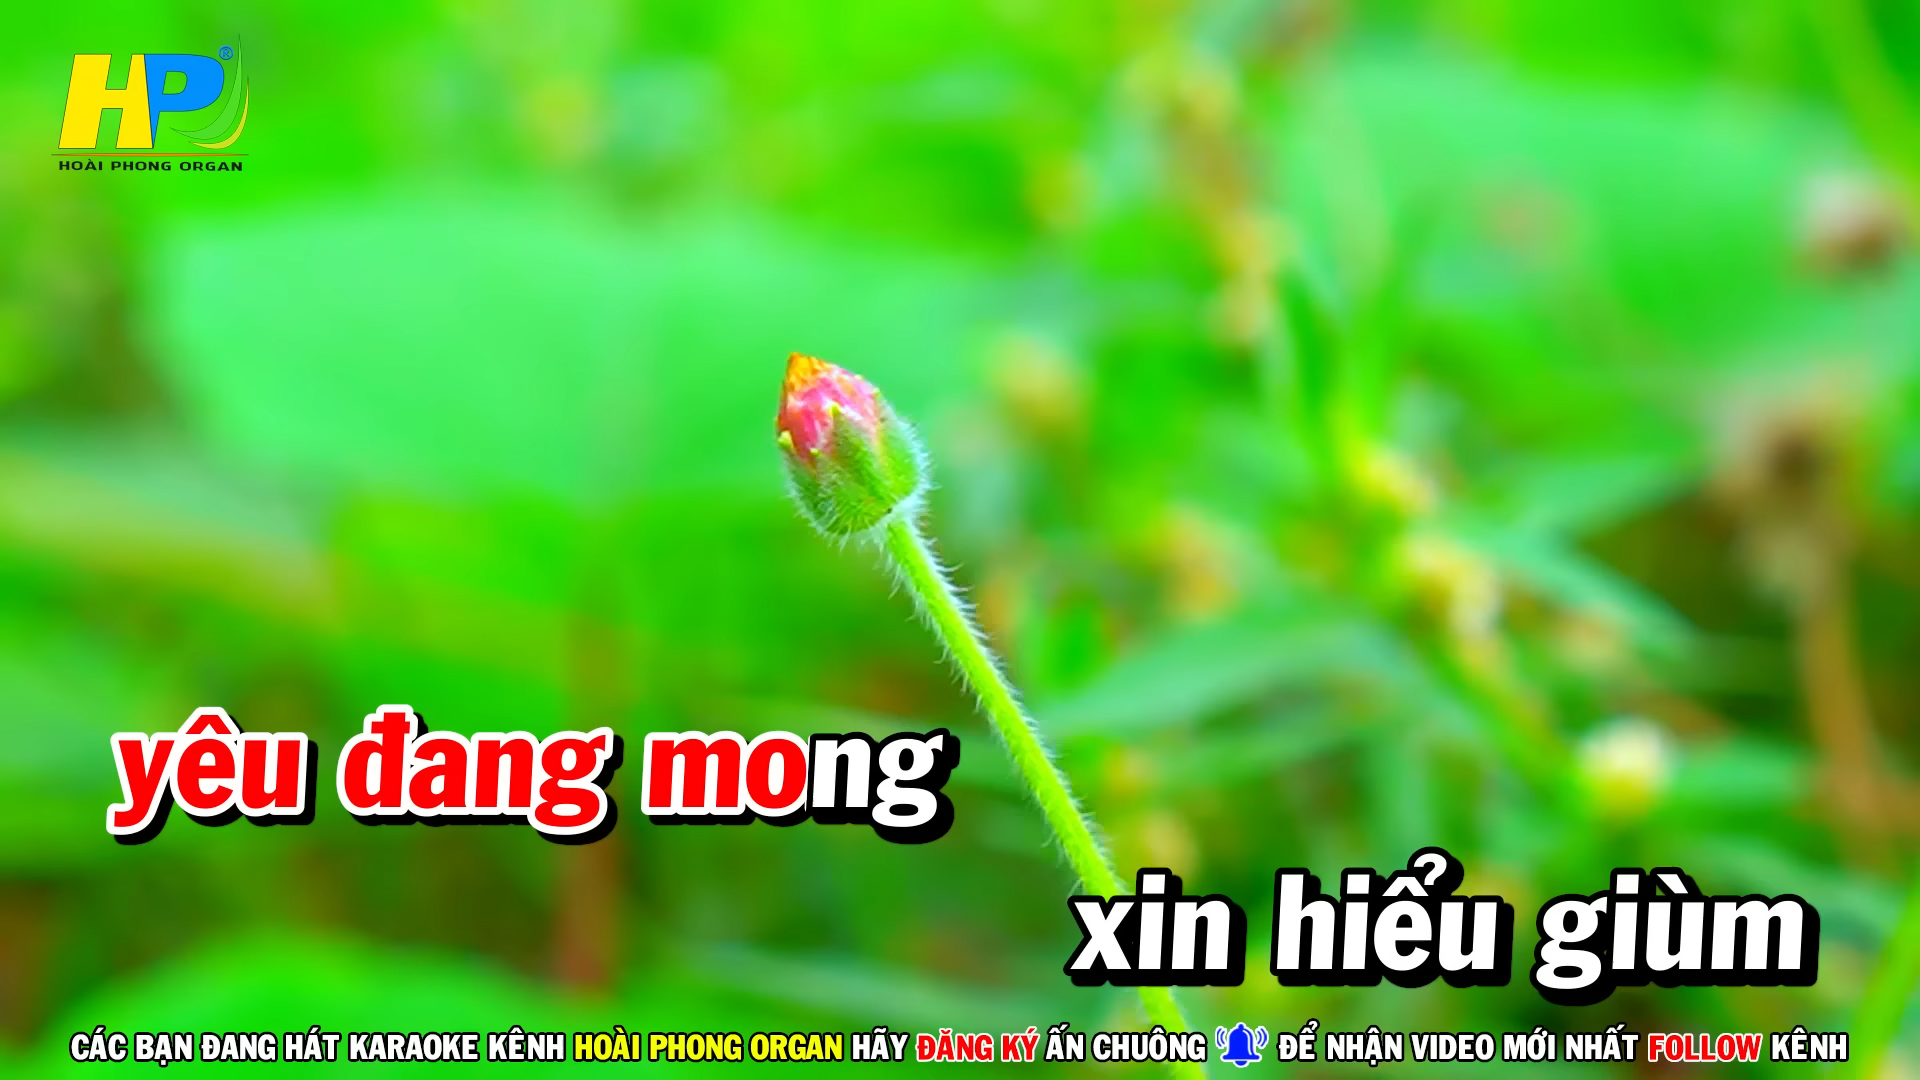 HP®
HOÀI PHONG ORGAN
yêu đang mong
xin hiểu giùm
CÁC BẠN ĐANG HÁT KARAOKE KÊNH HOÀI PHONG ORGAN HÃY ĐĂNG KÝ ẤN CHUÔNG ĐỂ NHẬN VIDEO MỚI NHẤT FOLLOW KÊNH